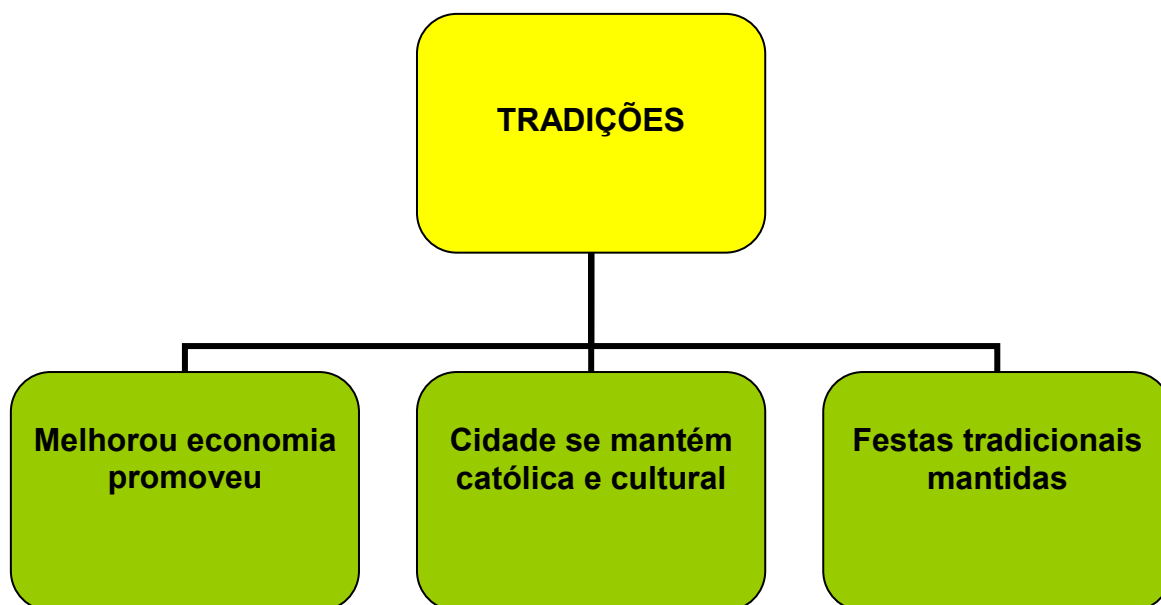 TRADIÇÕES
Melhorou economia
promoveu
Cidade se mantém
católica e cultural
Festas tradicionais
mantidas